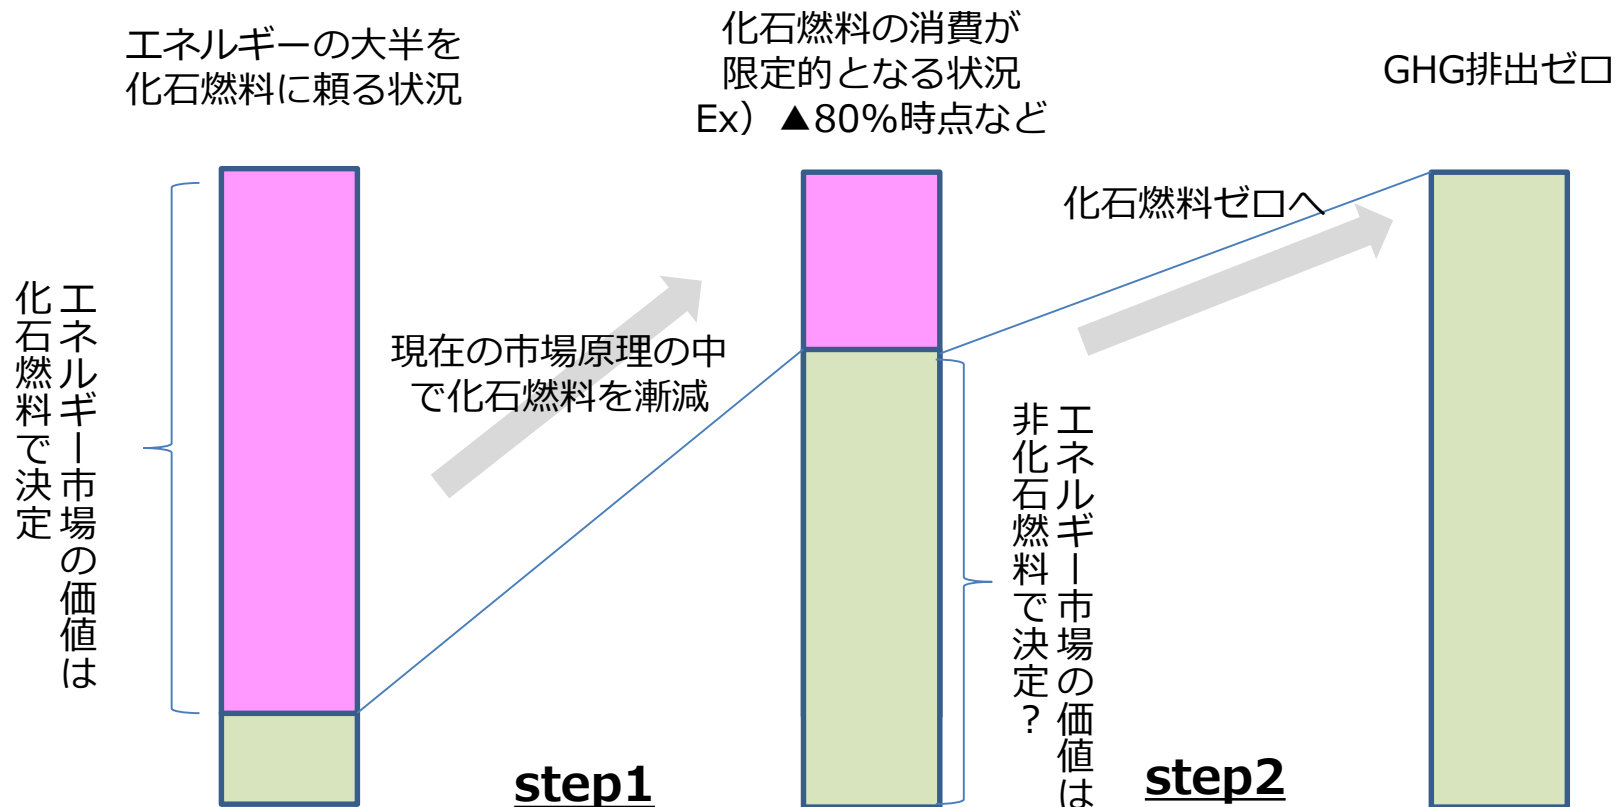 エネルギーの大半を
化石燃料に頼る状況
化石燃料の消費が
限定的となる状況
Ex）▲80%時点など
GHG排出ゼロ
化石燃料ゼロへ
エネルギー市場の価値は
化石燃料で決定
現在の市場原理の中
で化石燃料を漸減
エネルギー市場の価値は
非化石燃料で決定？
step1
step2